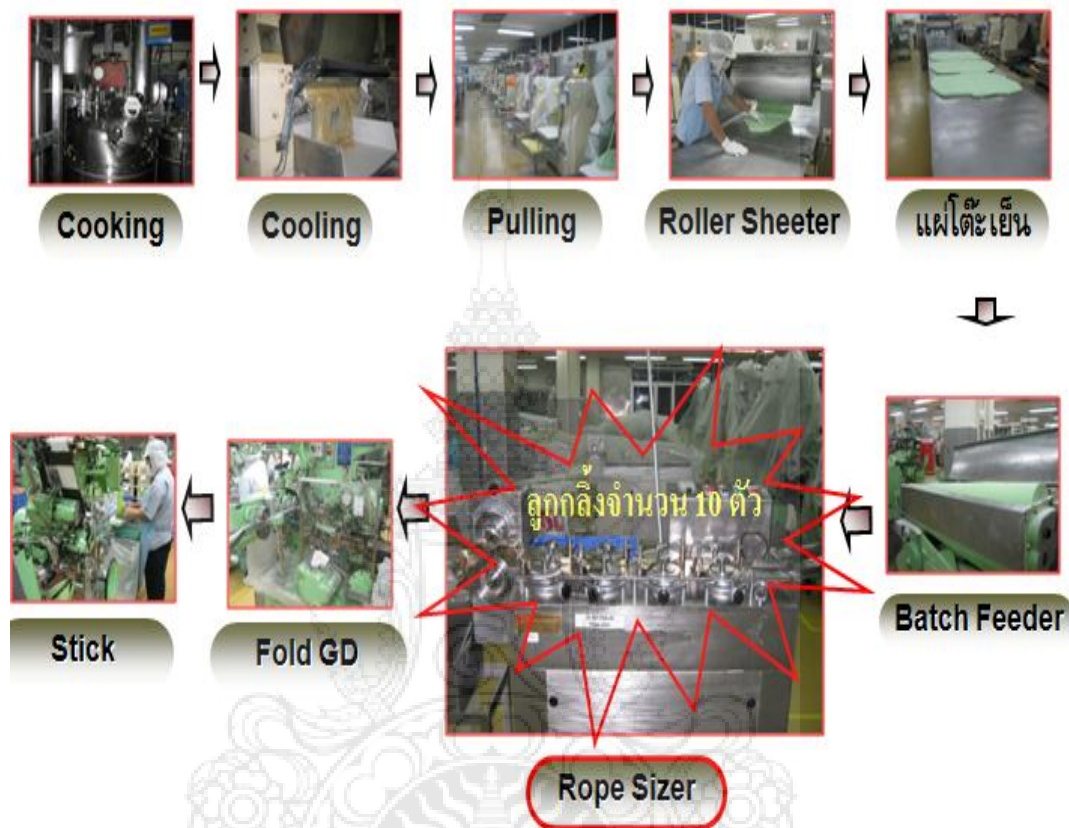 Cooking
Cooling
Pulling
Roller Sheeter
แผ่โต๊ะเย็น
Batch Feeder
ลูกกลิ้งจำนวน 10 ตัว
Rope Sizer
Fold GD
Stick